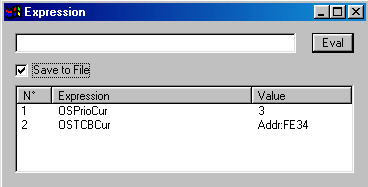 Expression
Eval
Save to File
N° Expression Value
1 OSPrioCur 3
2 OSTCBCur Addr:FE34